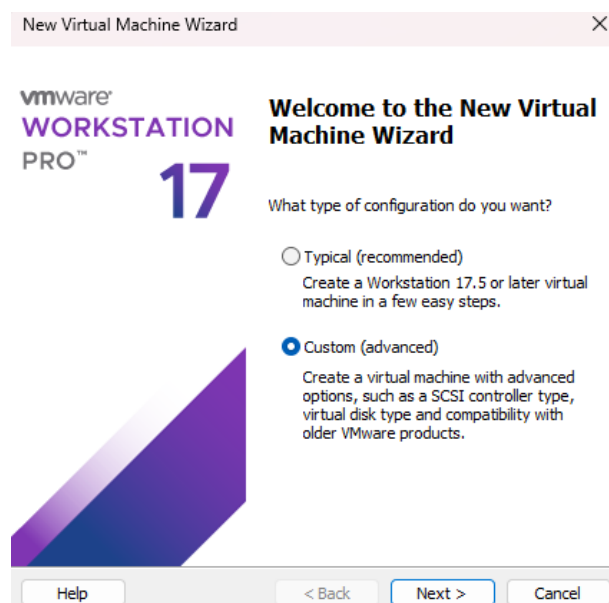 New Virtual Machine Wizard
vmware®
WORKSTATION
PRO™
17
Welcome to the New Virtual
Machine Wizard
What type of configuration do you want?
Typical (recommended)
Create a Workstation 17.5 or later virtual
machine in a few easy steps.
Custom (advanced)
Create a virtual machine with advanced
options, such as a SCSI controller type,
virtual disk type and compatibility with
older VMware products.
Help
< Back
Next >
Cancel